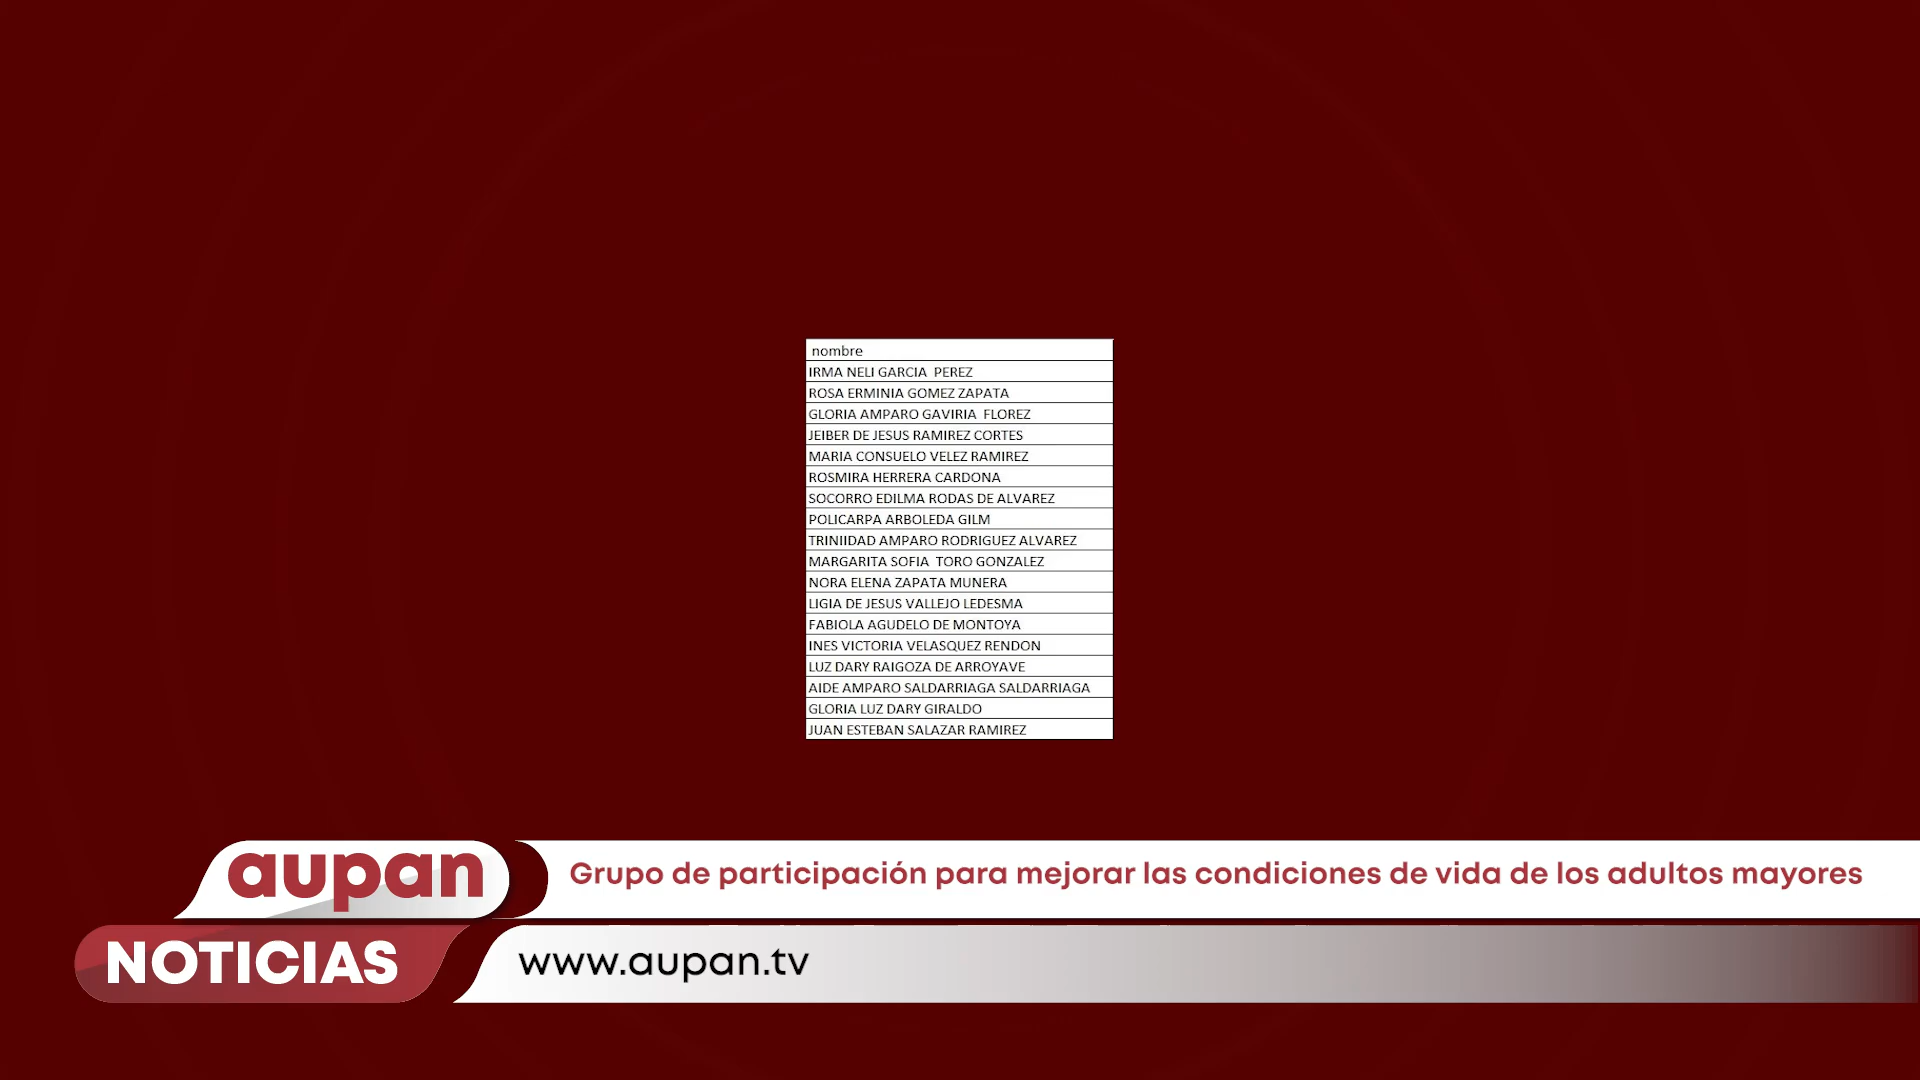 nombre
IRMA NELI GARCIA  PEREZ
ROSA ERMINIA GOMEZ ZAPATA
GLORIA AMPARO GAVIRIA  FLOREZ
JEIBER DE JESUS RAMIREZ CORTES
MARIA CONSUELO VELEZ RAMIREZ
ROSMIRA HERRERA CARDONA
SOCORRO EDILMA RODAS DE ALVAREZ
POLICARPA ARBOLEDA GILM
TRINIIDAD AMPARO RODRIGUEZ ALVAREZ
MARGARITA SOFIA  TORO GONZALEZ
NORA ELENA ZAPATA MUNERA
LIGIA DE JESUS VALLEJO LEDESMA
FABIOLA AGUDELO DE MONTOYA
INES VICTORIA VELASQUEZ RENDON
LUZ DARY RAIGOZA DE ARROYAVE
AIDE AMPARO SALDARRIAGA SALDARRIAGA
GLORIA LUZ DARY GIRALDO
JUAN ESTEBAN SALAZAR RAMIREZ
aupan
Grupo de participación para mejorar las condiciones de vida de los adultos mayores
NOTICIAS
www.aupan.tv